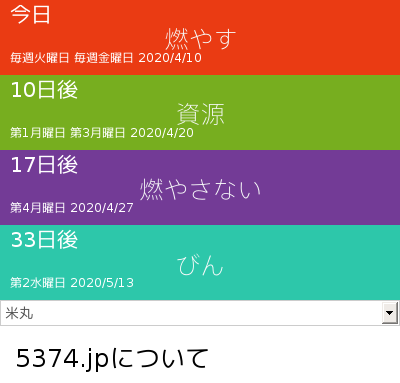 今日
燃やす
毎週火曜日 毎週金曜日 2020/4/10
10日後
資源
第1月曜日 第3月曜日 2020/4/20
17日後
燃やさない
第4月曜日 2020/4/27
33日後
びん
第2水曜日 2020/5/13
米丸
5374.jpについて